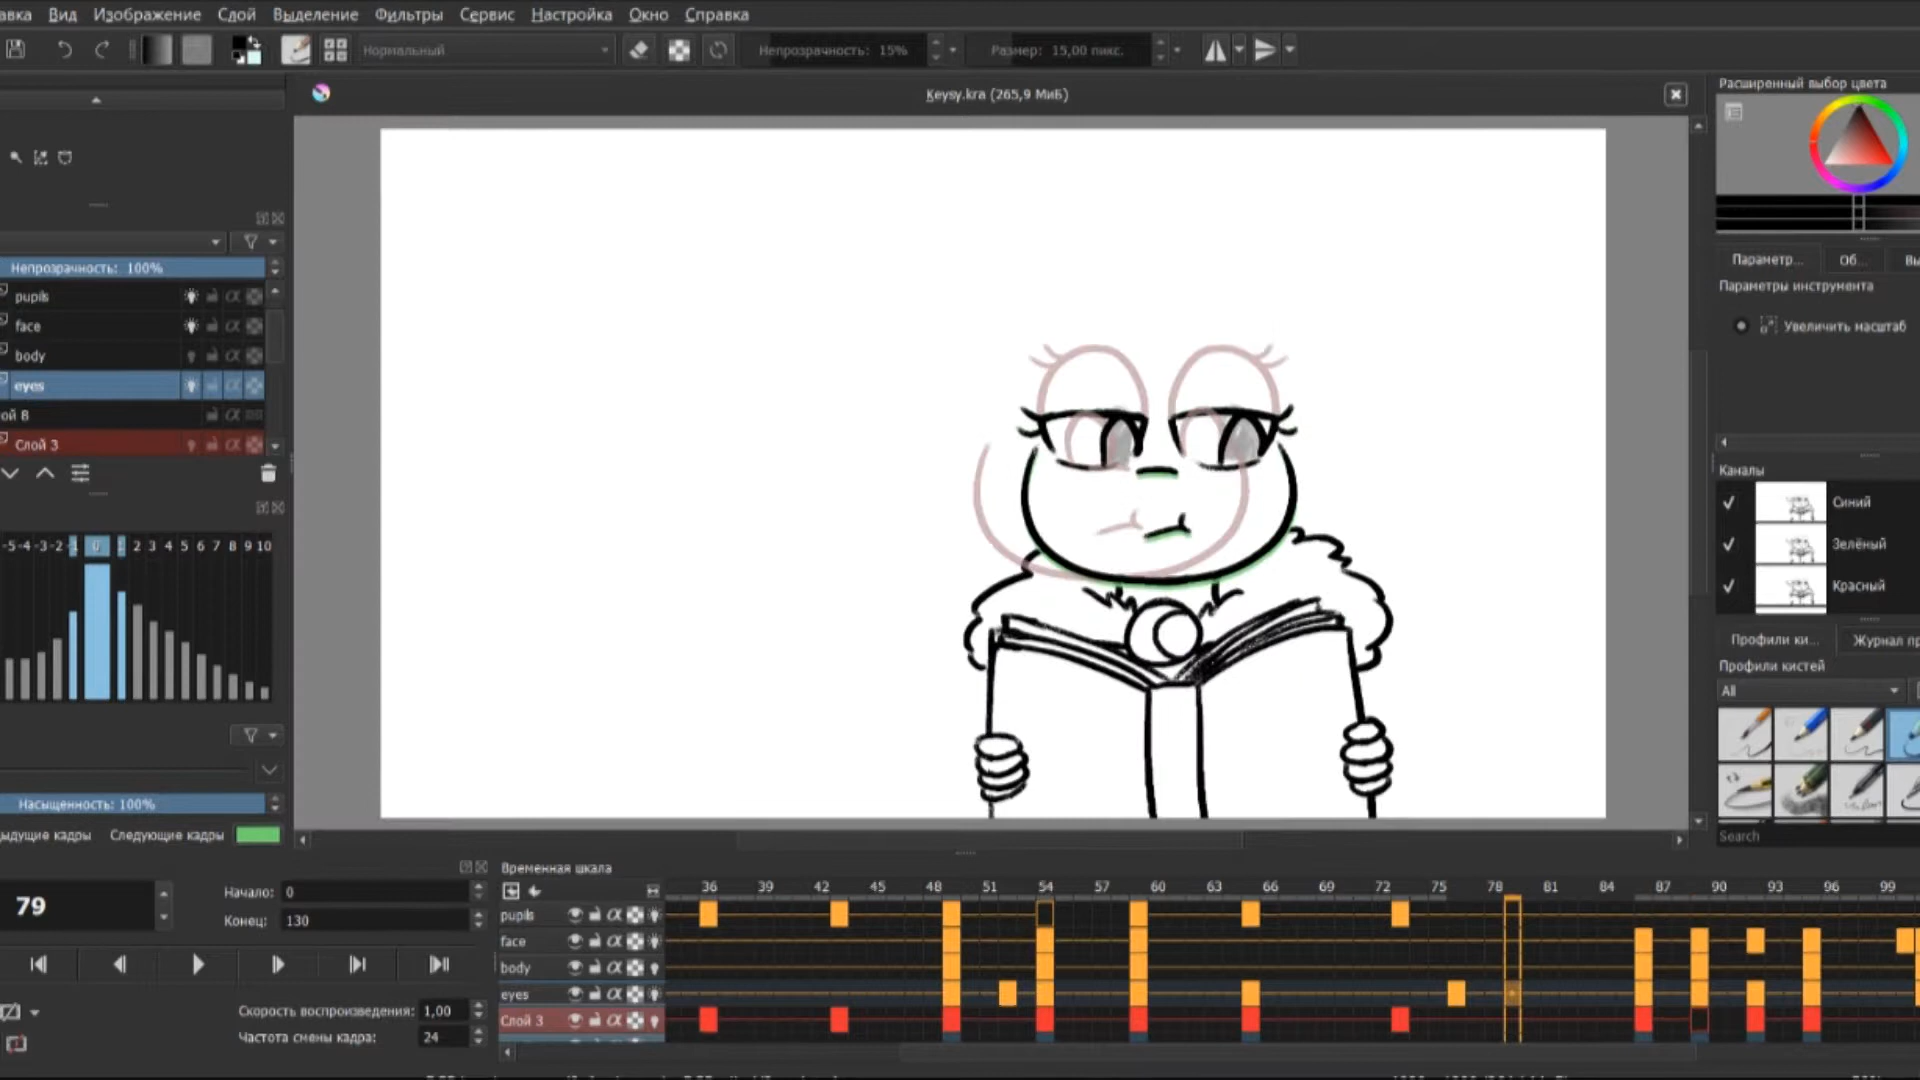 авка Вид Изображение Слой Выделение Фильтры Сервис Настройка Окно Справка
Нормальный Непрозрачность: 15% Размер: 15,00 пикс.
Keysy.kra (265,9 МиБ)
Расширенный выбор цвета
Непрозрачность: 100%
pupils
face
body
eyes
ой 8
Слой 3
Параметр... Об... Вы
Параметры инструмента
Увеличить масштаб
Каналы
Синий
Зелёный
Красный
-5 -4 -3 -2 -1 0 1 2 3 4 5 6 7 8 9 10
Профили ки... Журнал пр
Профили кистей
All
Search
Насыщенность: 100%
ыдущие кадры Следующие кадры
79
Начало: 0
Конец: 130
Скорость воспроизведения: 1,00
Частота смены кадра: 24
Временная шкала
36 39 42 45 48 51 54 57 60 63 66 69 72 75 78 81 84 87 90 93 96 99
pupils
face
body
eyes
Слой 3